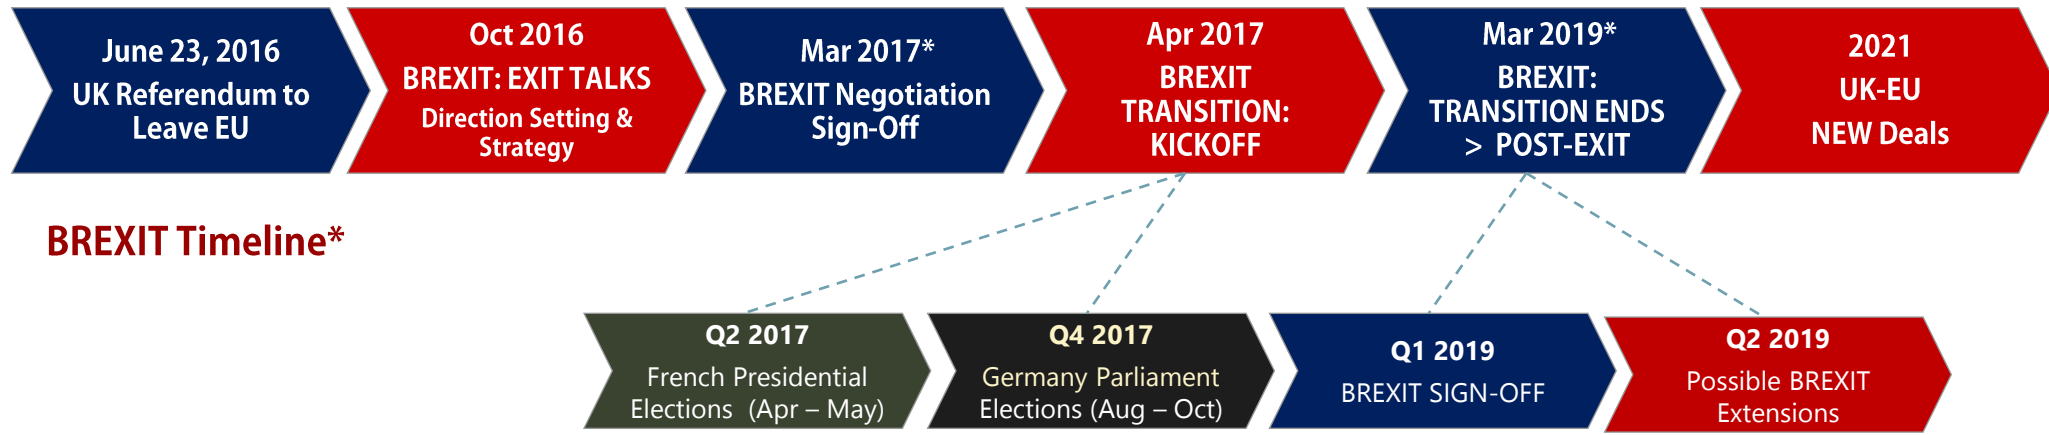 June 23, 2016
UK Referendum to
Leave EU
Oct 2016
BREXIT: EXIT TALKS
Direction Setting &
Strategy
Mar 2017*
BREXIT Negotiation
Sign-Off
Apr 2017
BREXIT
TRANSITION:
KICKOFF
Mar 2019*
BREXIT:
TRANSITION ENDS
> POST-EXIT
2021
UK-EU
NEW Deals
BREXIT Timeline*
Q2 2017
French Presidential
Elections (Apr – May)
Q4 2017
Germany Parliament
Elections (Aug – Oct)
Q1 2019
BREXIT SIGN-OFF
Q2 2019
Possible BREXIT
Extensions